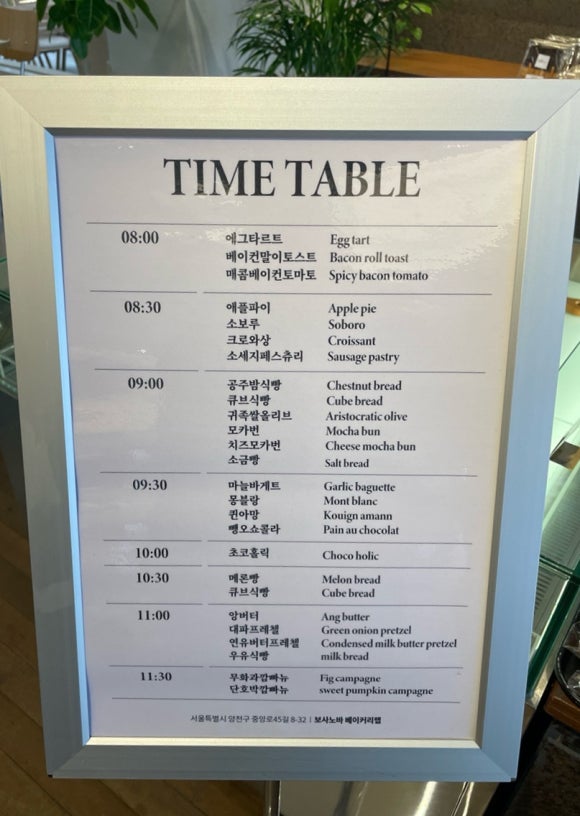 TIME TABLE
08:00 에그타르트 Egg tart
베이컨말이토스트 Bacon roll toast
매콤베이컨토마토 Spicy bacon tomato
08:30 애플파이 Apple pie
소보루 Soboro
크로와상 Croissant
소세지페스츄리 Sausage pastry
09:00 공주밤식빵 Chestnut bread
큐브식빵 Cube bread
귀족쌀올리브 Aristocratic olive
모카번 Mocha bun
치즈모카번 Cheese mocha bun
소금빵 Salt bread
09:30 마늘바게트 Garlic baguette
몽블랑 Mont blanc
퀸아망 Kouign amann
뺑오쇼콜라 Pain au chocolat
10:00 초코홀릭 Choco holic
10:30 메론빵 Melon bread
큐브식빵 Cube bread
11:00 앙버터 Ang butter
대파프레첼 Green onion pretzel
연유버터프레첼 Condensed milk butter pretzel
우유식빵 milk bread
11:30 무화과깜빠뉴 Fig campagne
단호박깜빠뉴 sweet pumpkin campagne
서울특별시 양천구 중앙로45길 8-32 | 보사노바 베이커리랩